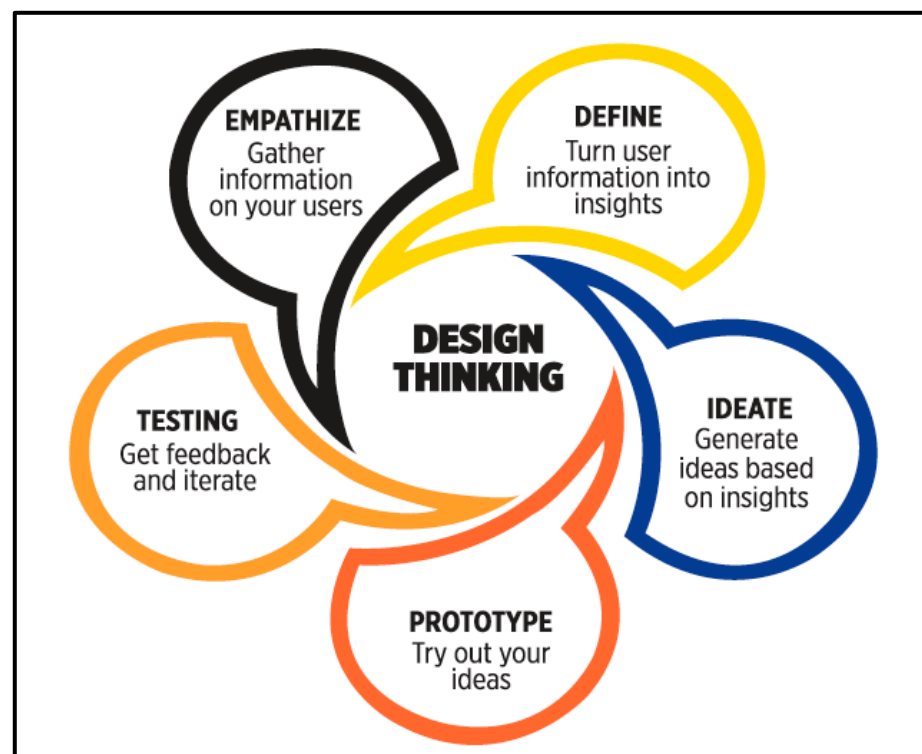 EMPATHIZE
Gather
information
on your users
DEFINE
Turn user
information into
insights
DESIGN
THINKING
IDEATE
Generate
ideas based
on insights
TESTING
Get feedback
and iterate
PROTOTYPE
Try out your
ideas